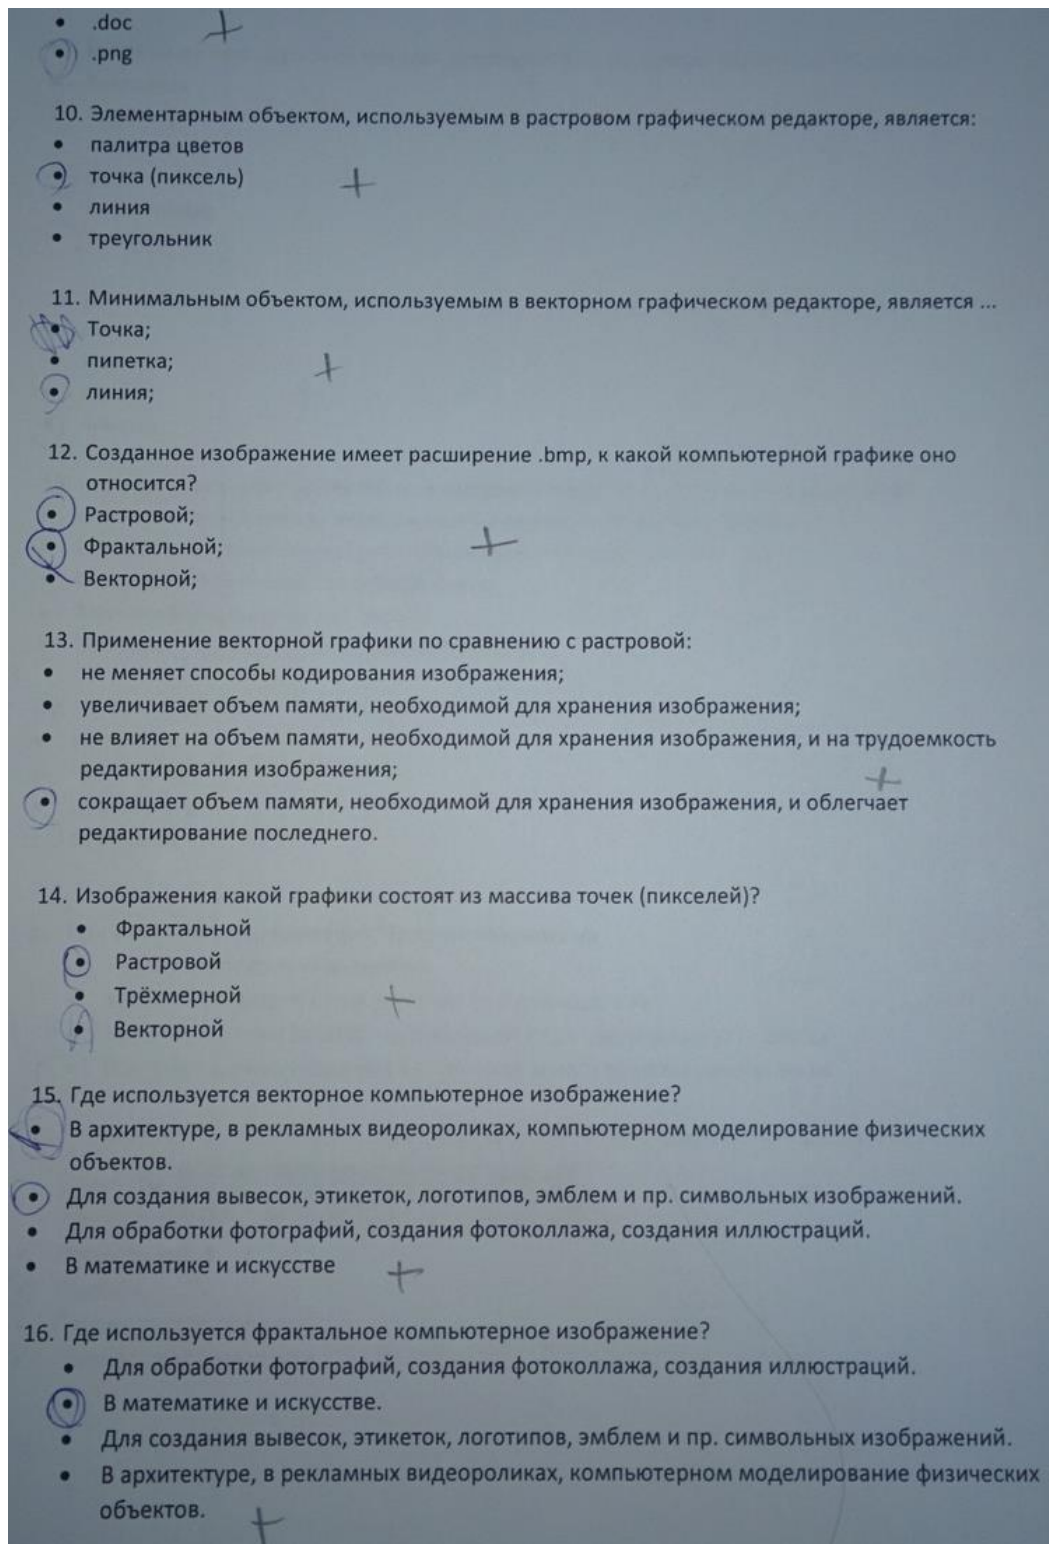 .doc
.png
10. Элементарным объектом, используемым в растровом графическом редакторе, является:
палитра цветов
точка (пиксель)
линия
треугольник
11. Минимальным объектом, используемым в векторном графическом редакторе, является ...
Точка;
пипетка;
линия;
12. Созданное изображение имеет расширение .bmp, к какой компьютерной графике оно
относится?
Растровой;
Фрактальной;
Векторной;
13. Применение векторной графики по сравнению с растровой:
не меняет способы кодирования изображения;
увеличивает объем памяти, необходимой для хранения изображения;
не влияет на объем памяти, необходимой для хранения изображения, и на трудоемкость
редактирования изображения;
сокращает объем памяти, необходимой для хранения изображения, и облегчает
редактирование последнего.
14. Изображения какой графики состоят из массива точек (пикселей)?
Фрактальной
Растровой
Трёхмерной
Векторной
15. Где используется векторное компьютерное изображение?
В архитектуре, в рекламных видеороликах, компьютерном моделирование физических
объектов.
Для создания вывесок, этикеток, логотипов, эмблем и пр. символьных изображений.
Для обработки фотографий, создания фотоколлажа, создания иллюстраций.
В математике и искусстве
16. Где используется фрактальное компьютерное изображение?
Для обработки фотографий, создания фотоколлажа, создания иллюстраций.
В математике и искусстве.
Для создания вывесок, этикеток, логотипов, эмблем и пр. символьных изображений.
В архитектуре, в рекламных видеороликах, компьютерном моделирование физических
объектов.